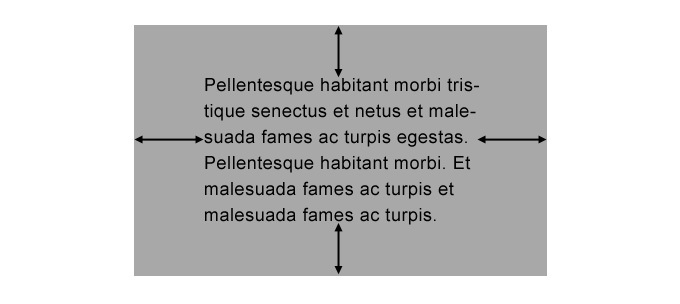 Pellentesque habitant morbi tris-
tique senectus et netus et male-
suada fames ac turpis egestas.
Pellentesque habitant morbi. Et
malesuada fames ac turpis et
malesuada fames ac turpis.